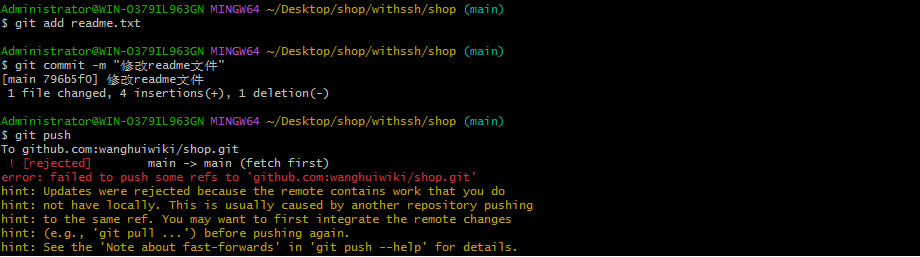 Administrator@WIN-O379IL963GN MINGW64 ~/Desktop/shop/withssh/shop (main)
$ git add readme.txt
Administrator@WIN-O379IL963GN MINGW64 ~/Desktop/shop/withssh/shop (main)
$ git commit -m "修改readme文件"
[main 796b5f0] 修改readme文件
 1 file changed, 4 insertions(+), 1 deletion(-)
Administrator@WIN-O379IL963GN MINGW64 ~/Desktop/shop/withssh/shop (main)
$ git push
To github.com:wanghuiwiki/shop.git
 ! [rejected]        main -> main (fetch first)
error: failed to push some refs to 'github.com:wanghuiwiki/shop.git'
hint: Updates were rejected because the remote contains work that you do
hint: not have locally. This is usually caused by another repository pushing
hint: to the same ref. You may want to first integrate the remote changes
hint: (e.g., 'git pull ...') before pushing again.
hint: See the 'Note about fast-forwards' in 'git push --help' for details.